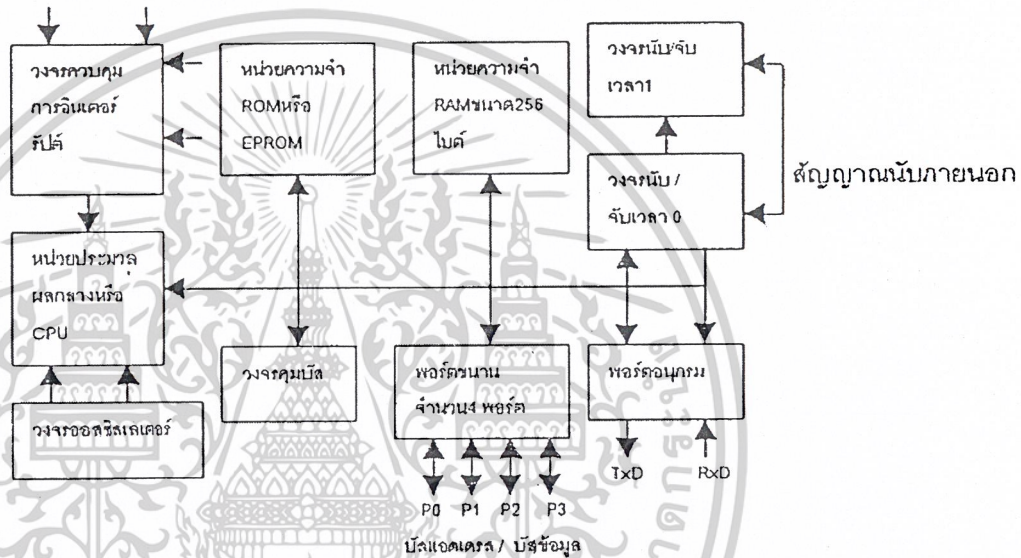 วงจรควบคุม
การอินเตอร์
รัปต์
หน่วยความจำ
ROMหรือ
EPROM
หน่วยความจำ
RAMขนาด256
ไบต์
วงจรนับ/จับ
เวลา1
วงจรนับ /
จับเวลา 0
สัญญาณนับภายนอก
หน่วยประมวล
ผลกลางหรือ
CPU
วงจรคุมบัส
พอร์ตขนาน
จำนวน4 พอร์ต
พอร์ตอนุกรม
วงจรออสซิลเลเตอร์
TxD
RxD
P0 P1 P2 P3
บัสแอดเดรส / บัสข้อมูล